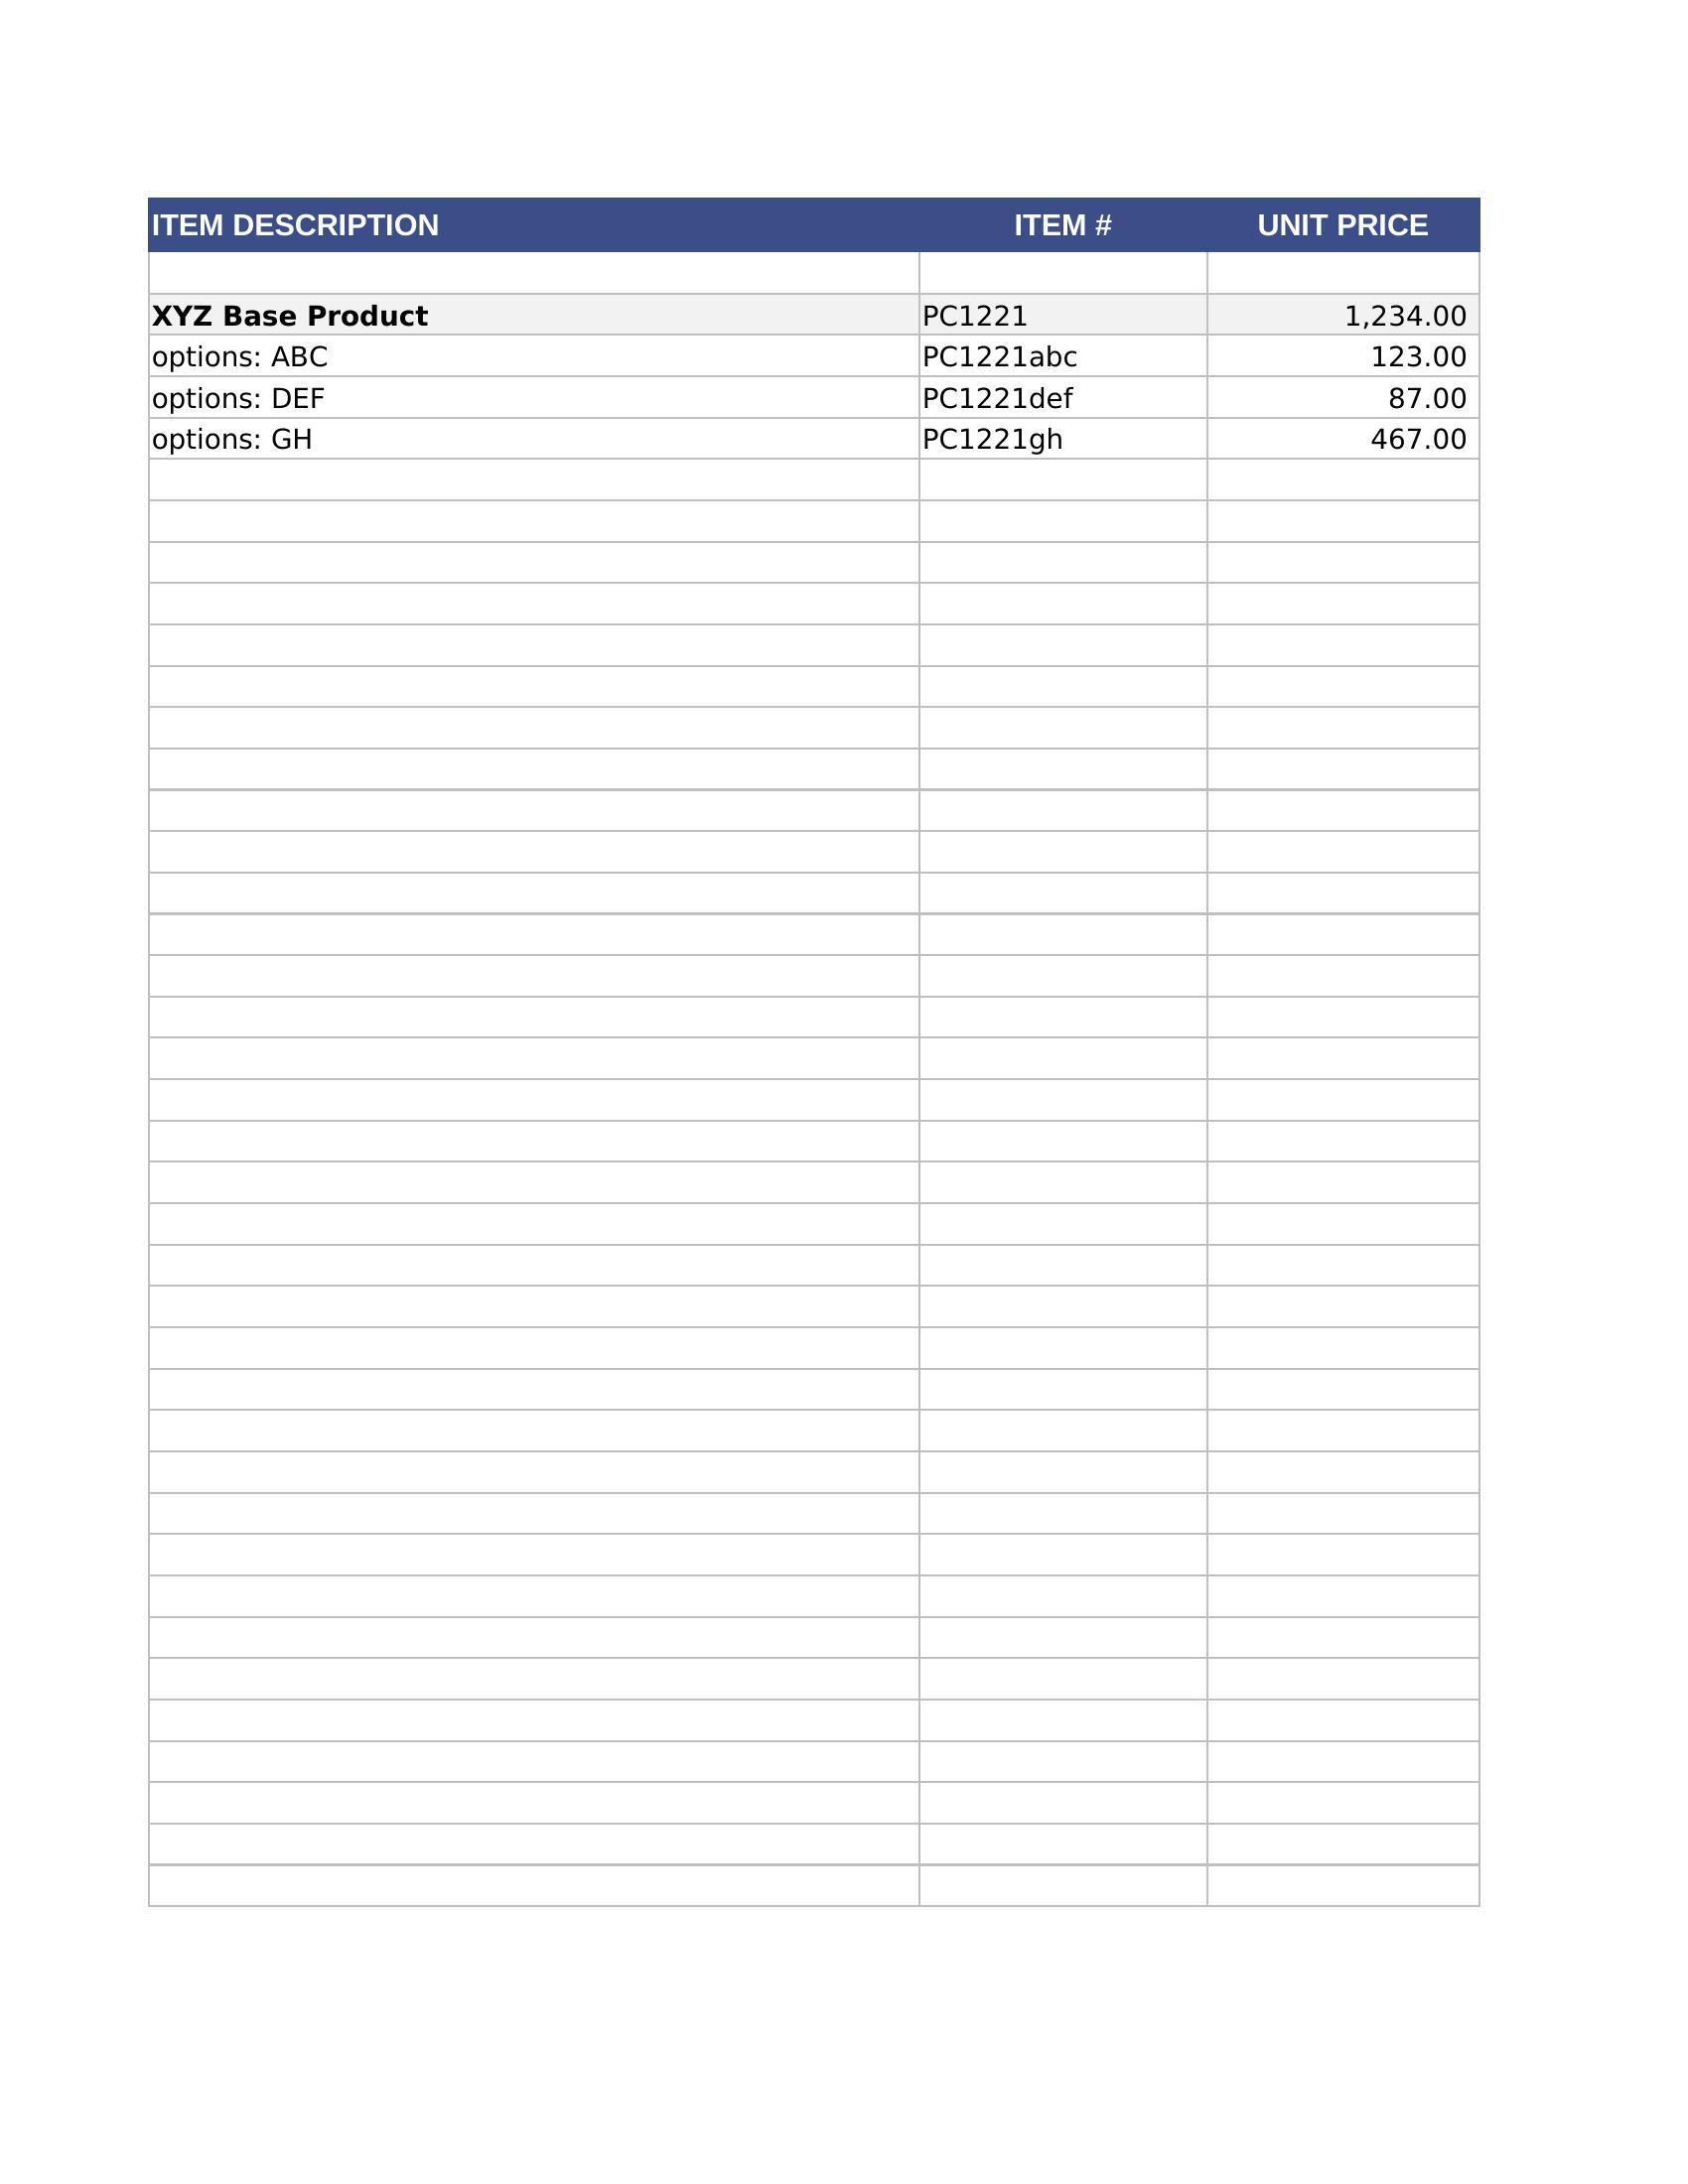 ITEM DESCRIPTION ITEM # UNIT PRICE
XYZ Base Product PC1221 1,234.00
options: ABC PC1221abc 123.00
options: DEF PC1221def 87.00
options: GH PC1221gh 467.00